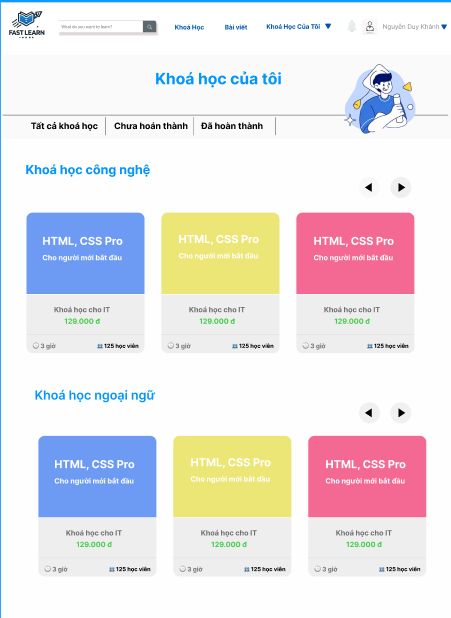 FAST LEARN
What do you want to learn?
Khoá Học
Bài viết
Khoá Học Của Tôi
Nguyễn Duy Khánh
Khoá học của tôi
Tất cả khoá học
Chưa hoàn thành
Đã hoàn thành
Khoá học công nghệ
HTML, CSS Pro
Cho người mới bắt đầu
Khoá học cho IT
129.000 đ
3 giờ
125 học viên
HTML, CSS Pro
Cho người mới bắt đầu
Khoá học cho IT
129.000 đ
3 giờ
125 học viên
HTML, CSS Pro
Cho người mới bắt đầu
Khoá học cho IT
129.000 đ
3 giờ
125 học viên
Khoá học ngoại ngữ
HTML, CSS Pro
Cho người mới bắt đầu
Khoá học cho IT
129.000 đ
3 giờ
125 học viên
HTML, CSS Pro
Cho người mới bắt đầu
Khoá học cho IT
129.000 đ
3 giờ
125 học viên
HTML, CSS Pro
Cho người mới bắt đầu
Khoá học cho IT
129.000 đ
3 giờ
125 học viên